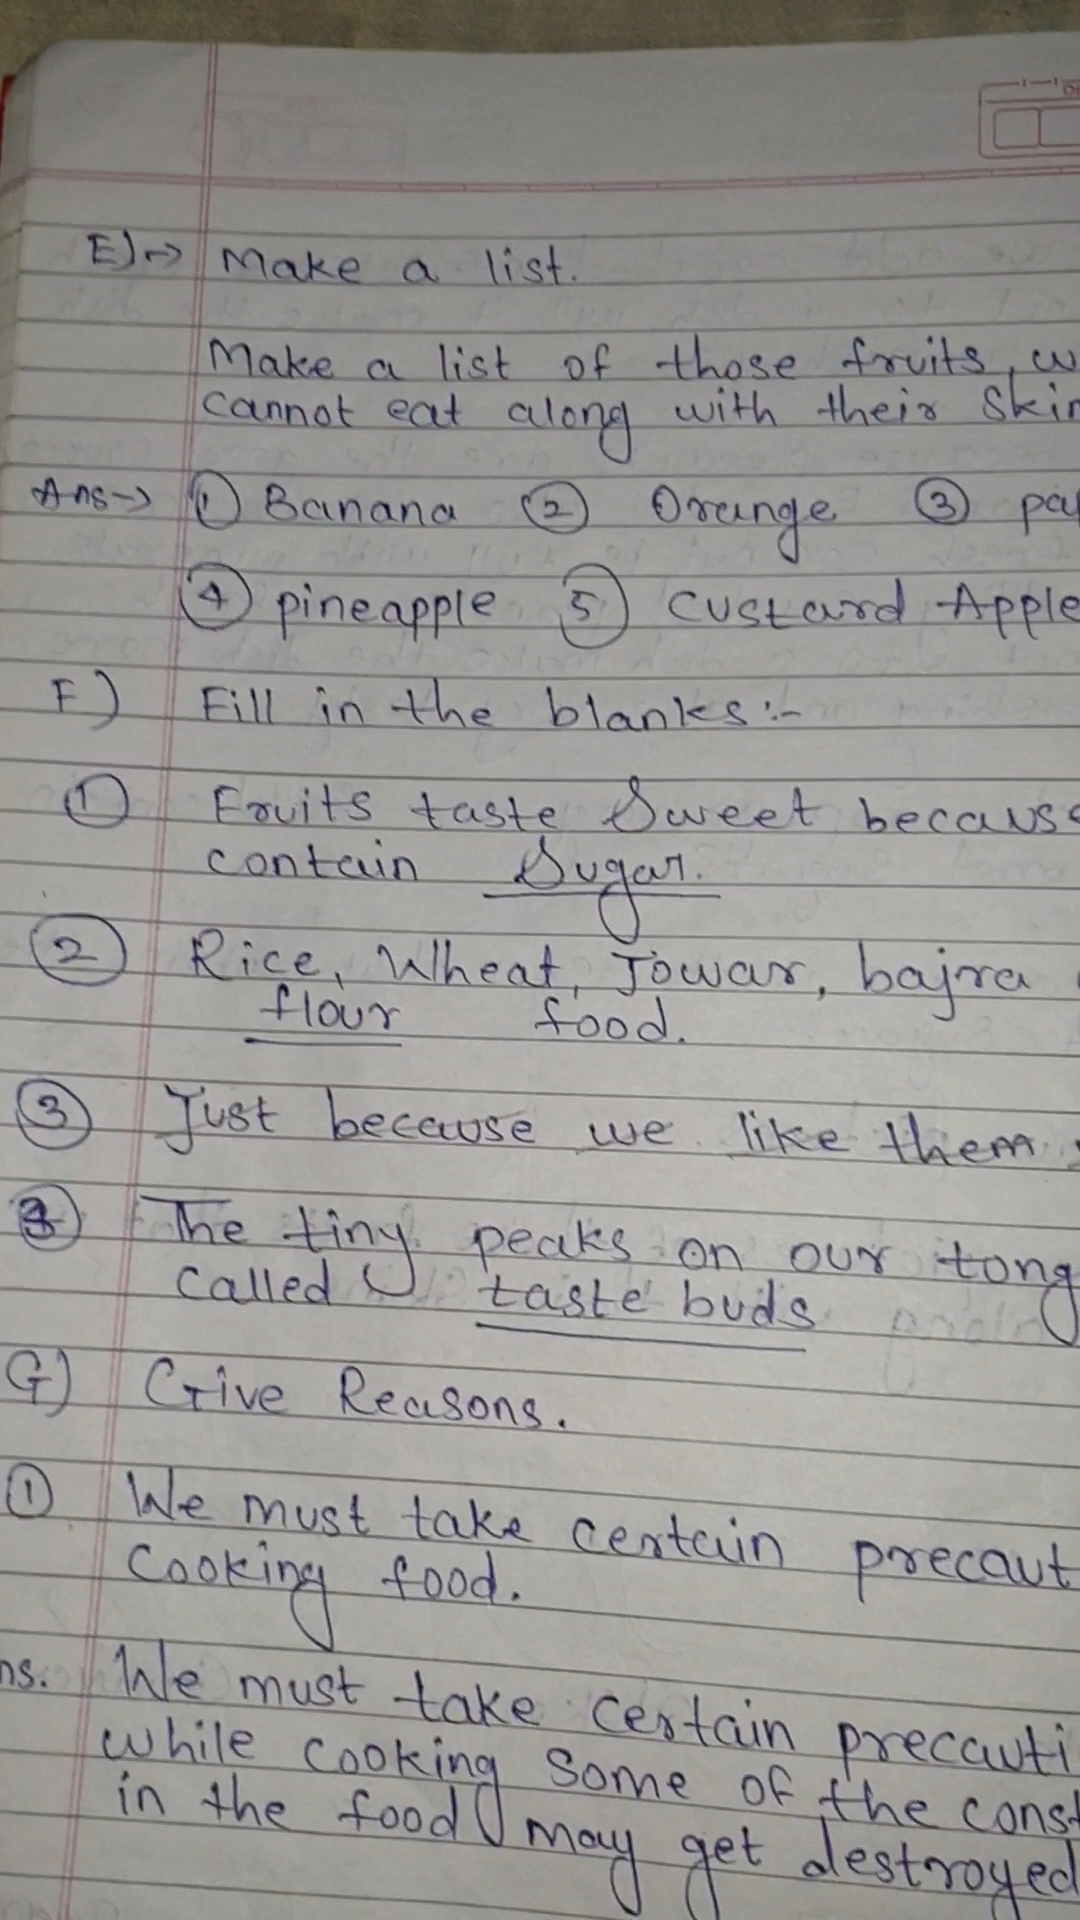 E)→ Make a list.
Make a list of those fruits, w
cannot eat along with their skin
Ans→ ① Banana ② Orange ③ pap
④ pineapple ⑤ Custard Apple
F) Fill in the blanks:-
① Fruits taste Sweet because
contain Sugar.
② Rice, Wheat, Jowar, bajra
flour food.
③ Just because we like them
The tiny peaks on our tong
called taste buds
G) Give Reasons.
① We must take certain precaut
Cooking food.
ns. We must take certain precauti
while cooking some of the const
in the food may get destroyed